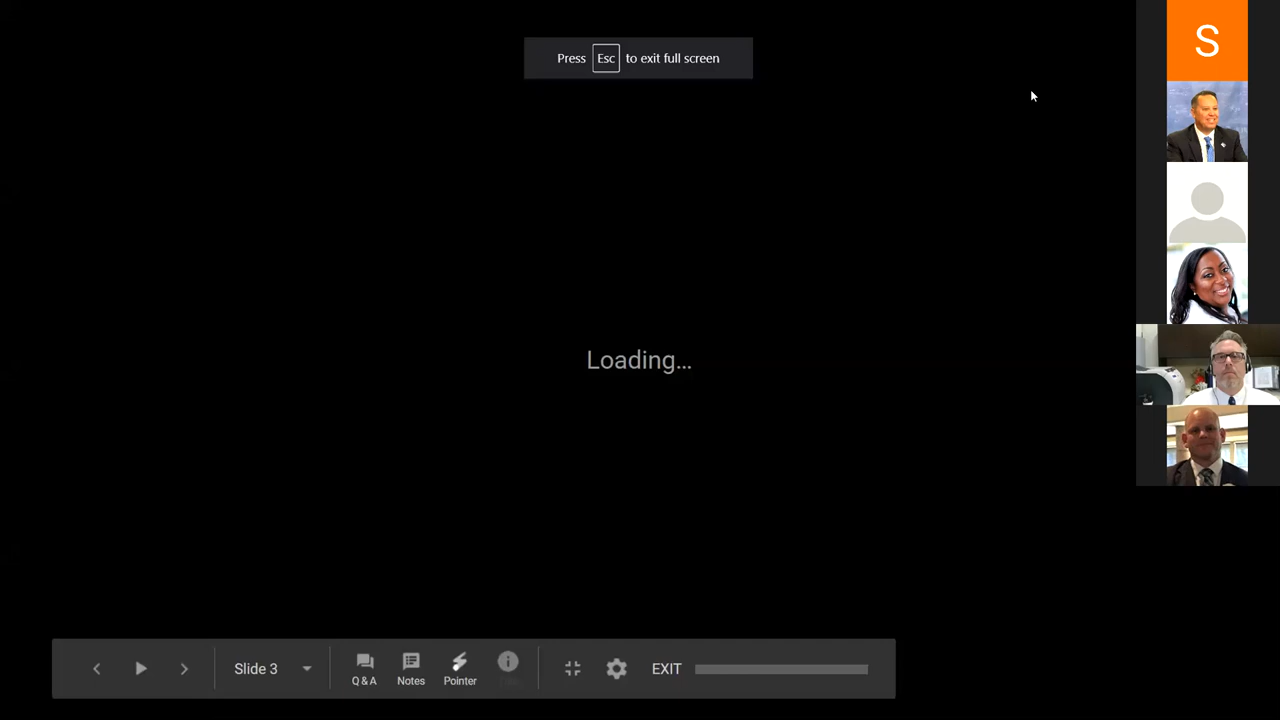 S
Press Esc to exit full screen
Loading...
Slide 3
Q & A
Notes
Pointer
EXIT